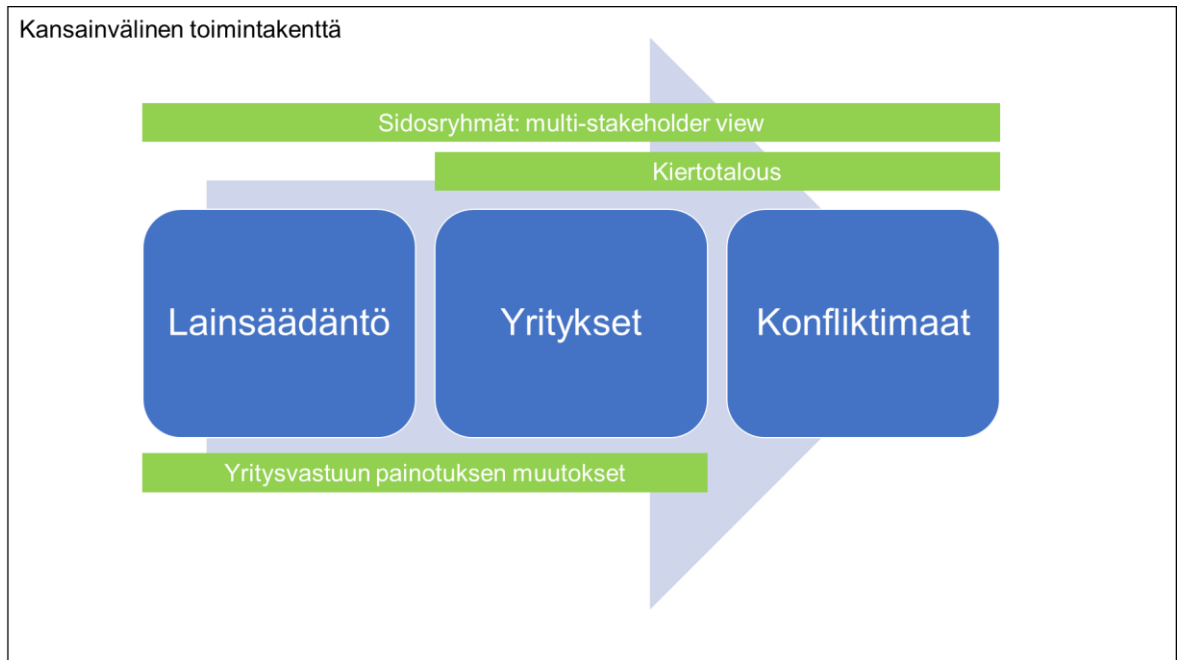 Kansainvälinen toimintakenttä
Sidosryhmät: multi-stakeholder view
Kiertotalous
Lainsäädäntö
Yritykset
Konfliktimaat
Yritysvastuun painotuksen muutokset